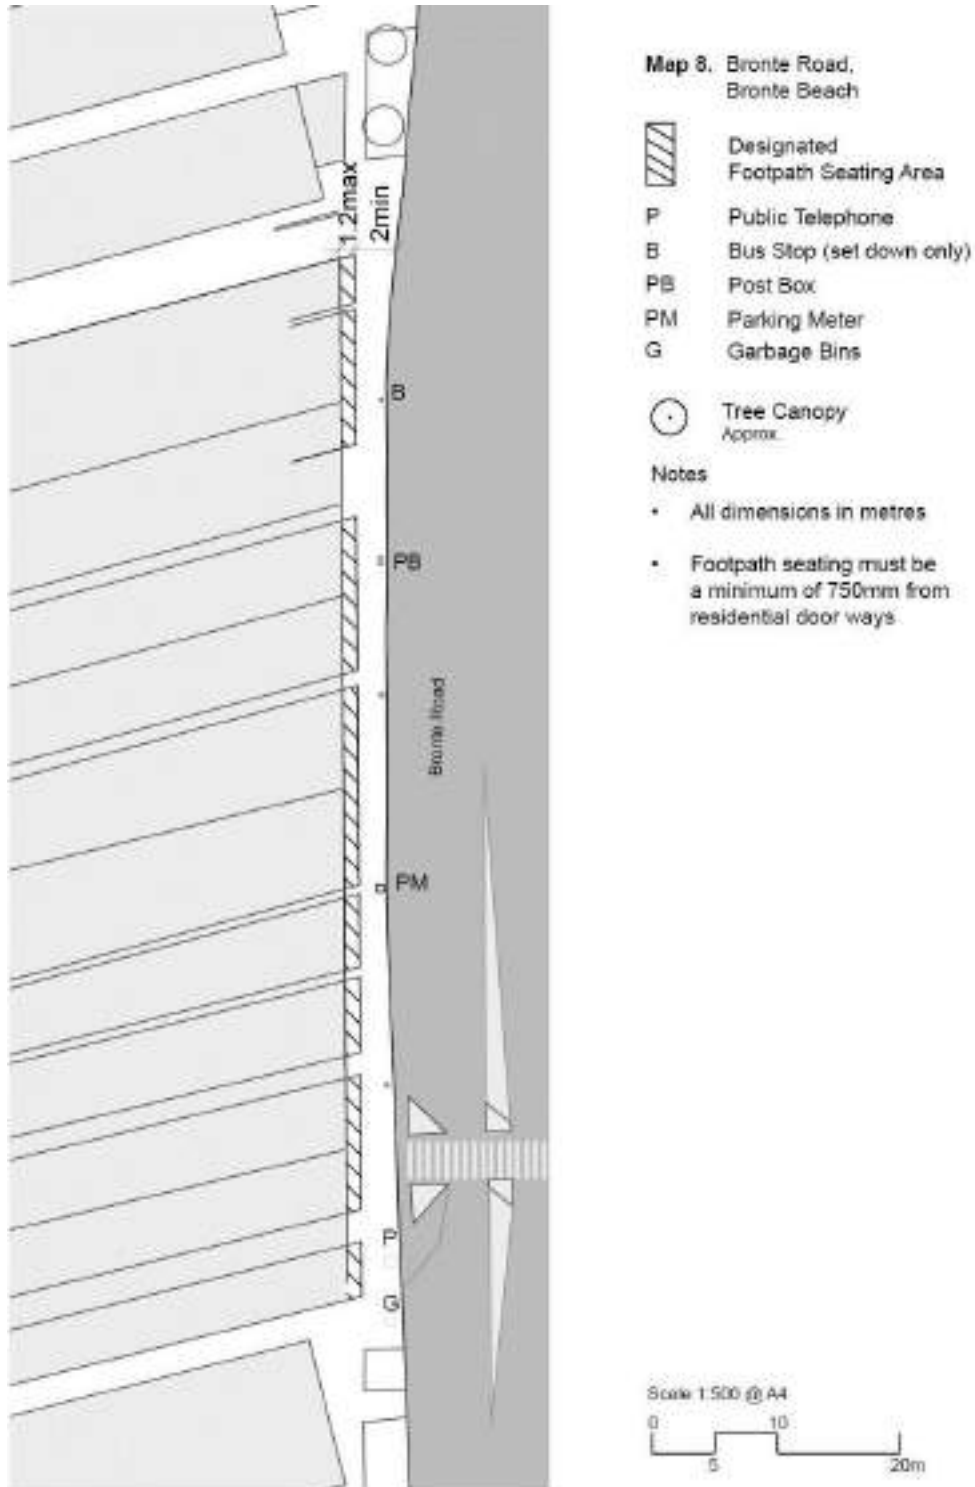 Map 8. Bronte Road,
Bronte Beach
Designated
Footpath Seating Area
P Public Telephone
B Bus Stop (set down only)
PB Post Box
PM Parking Meter
G Garbage Bins
Tree Canopy
Approx.
Notes
• All dimensions in metres
• Footpath seating must be
a minimum of 750mm from
residential door ways
1.2max
2min
B
PB
Bronte Road
PM
P
G
Scale 1:500 @ A4
0 10
5 20m